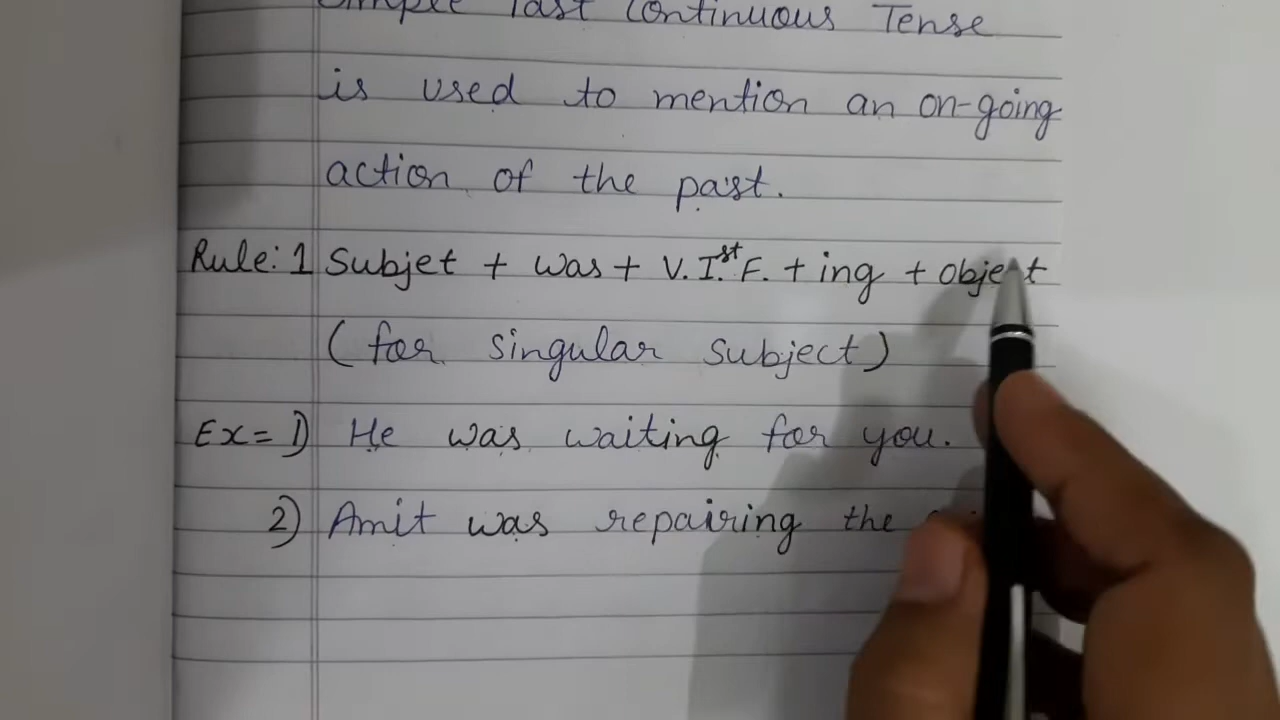 Simple Past Continuous Tense
is used to mention an on-going
action of the past.
Rule: 1 Subjet + was + V. Ist F. + ing + Object
(for singular subject)
Ex = 1) He was waiting for you.
2) Amit was repairing the